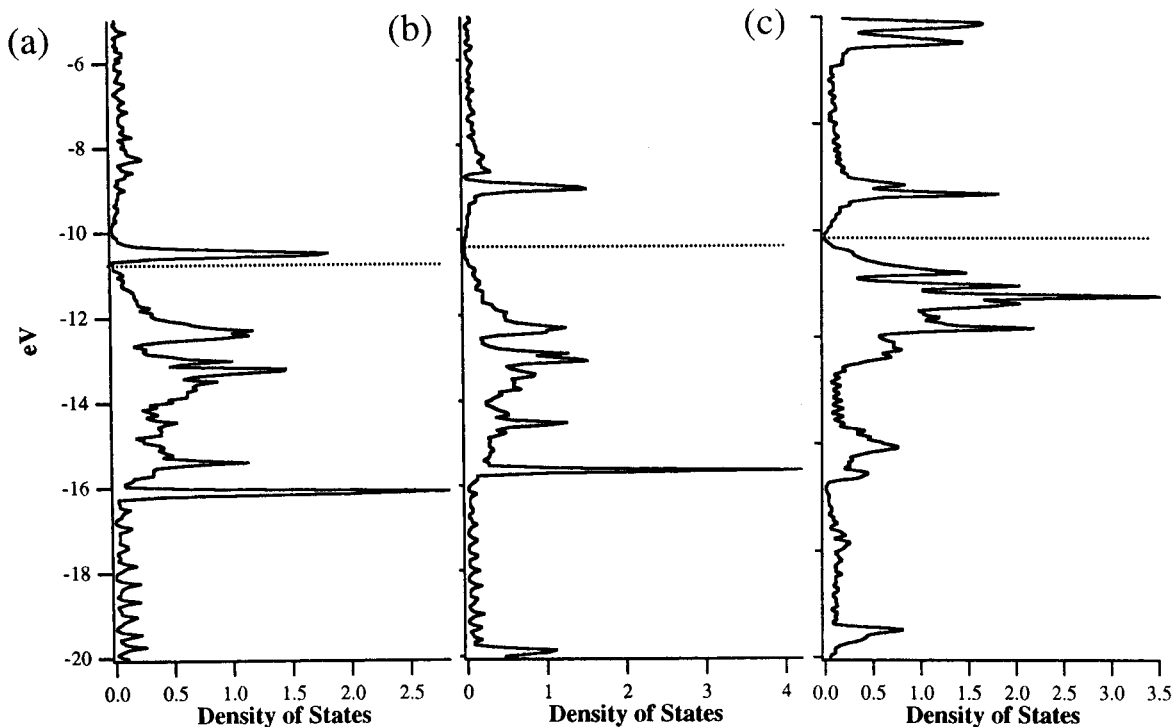 (a)
(b)
(c)
eV
-6
-8
-10
-12
-14
-16
-18
-20
0.0 0.5 1.0 1.5 2.0 2.5
0 1 2 3 4
0.0 0.5 1.0 1.5 2.0 2.5 3.0 3.5
Density of States
Density of States
Density of States